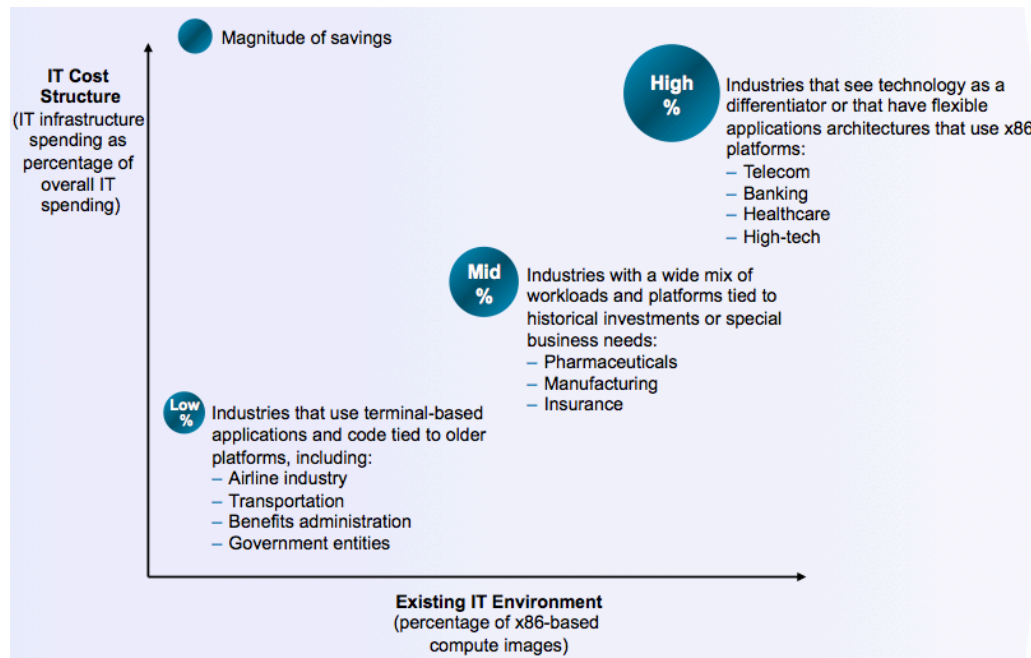 Magnitude of savings
IT Cost
Structure
(IT infrastructure
spending as
percentage of
overall IT
spending)
High
%
Industries that see technology as a
differentiator or that have flexible
applications architectures that use x86
platforms:
– Telecom
– Banking
– Healthcare
– High-tech
Mid
%
Industries with a wide mix of
workloads and platforms tied to
historical investments or special
business needs:
– Pharmaceuticals
– Manufacturing
– Insurance
Low
%
Industries that use terminal-based
applications and code tied to older
platforms, including:
– Airline industry
– Transportation
– Benefits administration
– Government entities
Existing IT Environment
(percentage of x86-based
compute images)